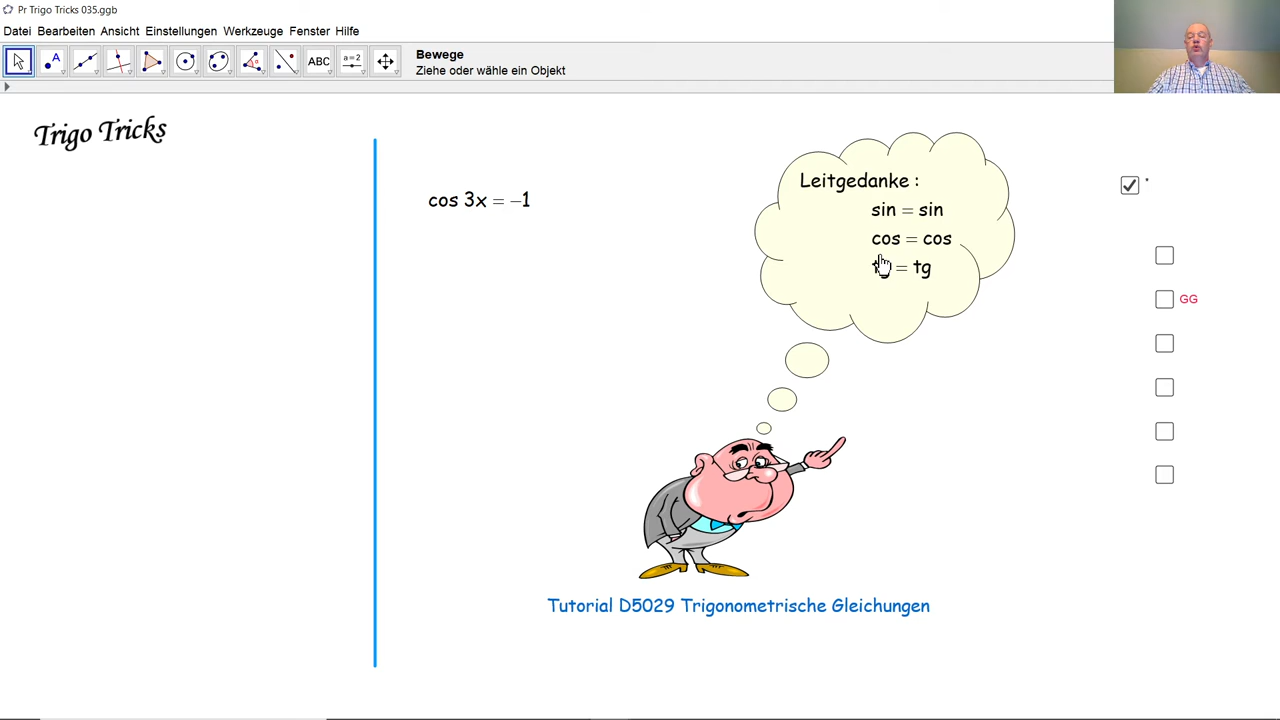 Pr Trigo Tricks 035.ggb
Datei Bearbeiten Ansicht Einstellungen Werkzeuge Fenster Hilfe
A
ABC
a=2
Bewege
Ziehe oder wähle ein Objekt
Trigo Tricks
cos 3x = –1
Leitgedanke :
sin = sin
cos = cos
tg = tg
GG
Tutorial D5029 Trigonometrische Gleichungen